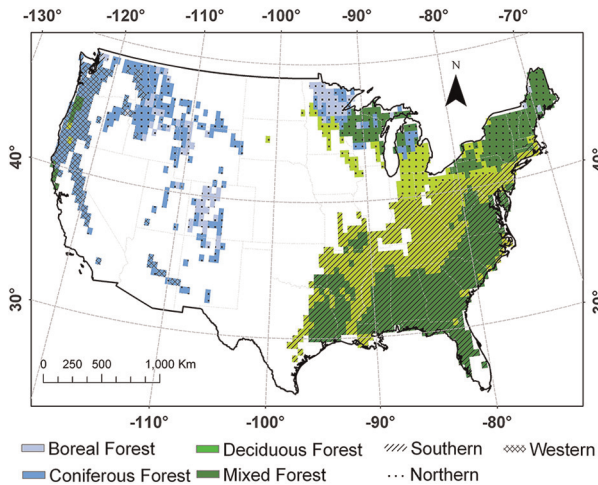 -130° -120° -110° -100° -90° -80° -70°
N
40° 40°
30° 30°
0 250 500 1,000 Km
-110° -100° -90° -80°
Boreal Forest Deciduous Forest Southern Western
Coniferous Forest Mixed Forest Northern